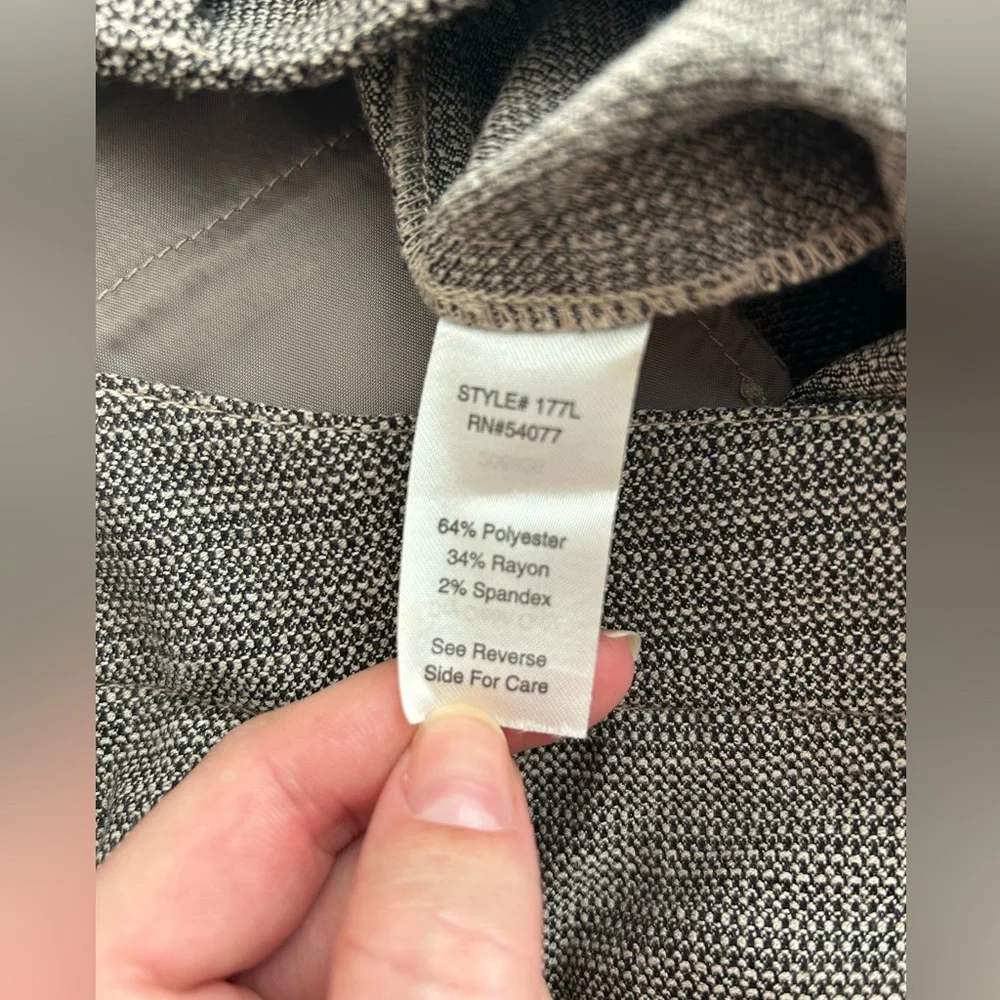 STYLE# 177L
RN#54077
64% Polyester
34% Rayon
2% Spandex
See Reverse
Side For Care